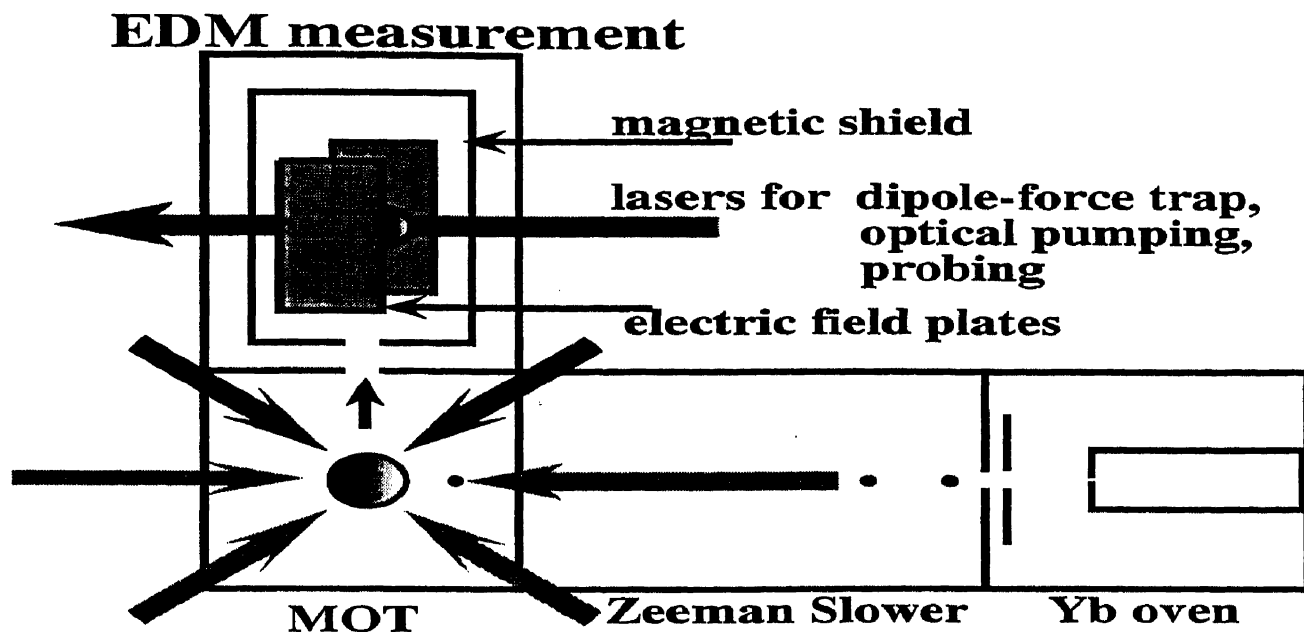 EDM measurement
magnetic shield
lasers for dipole-force trap,
optical pumping,
probing
electric field plates
MOT
Zeeman Slower
Yb oven